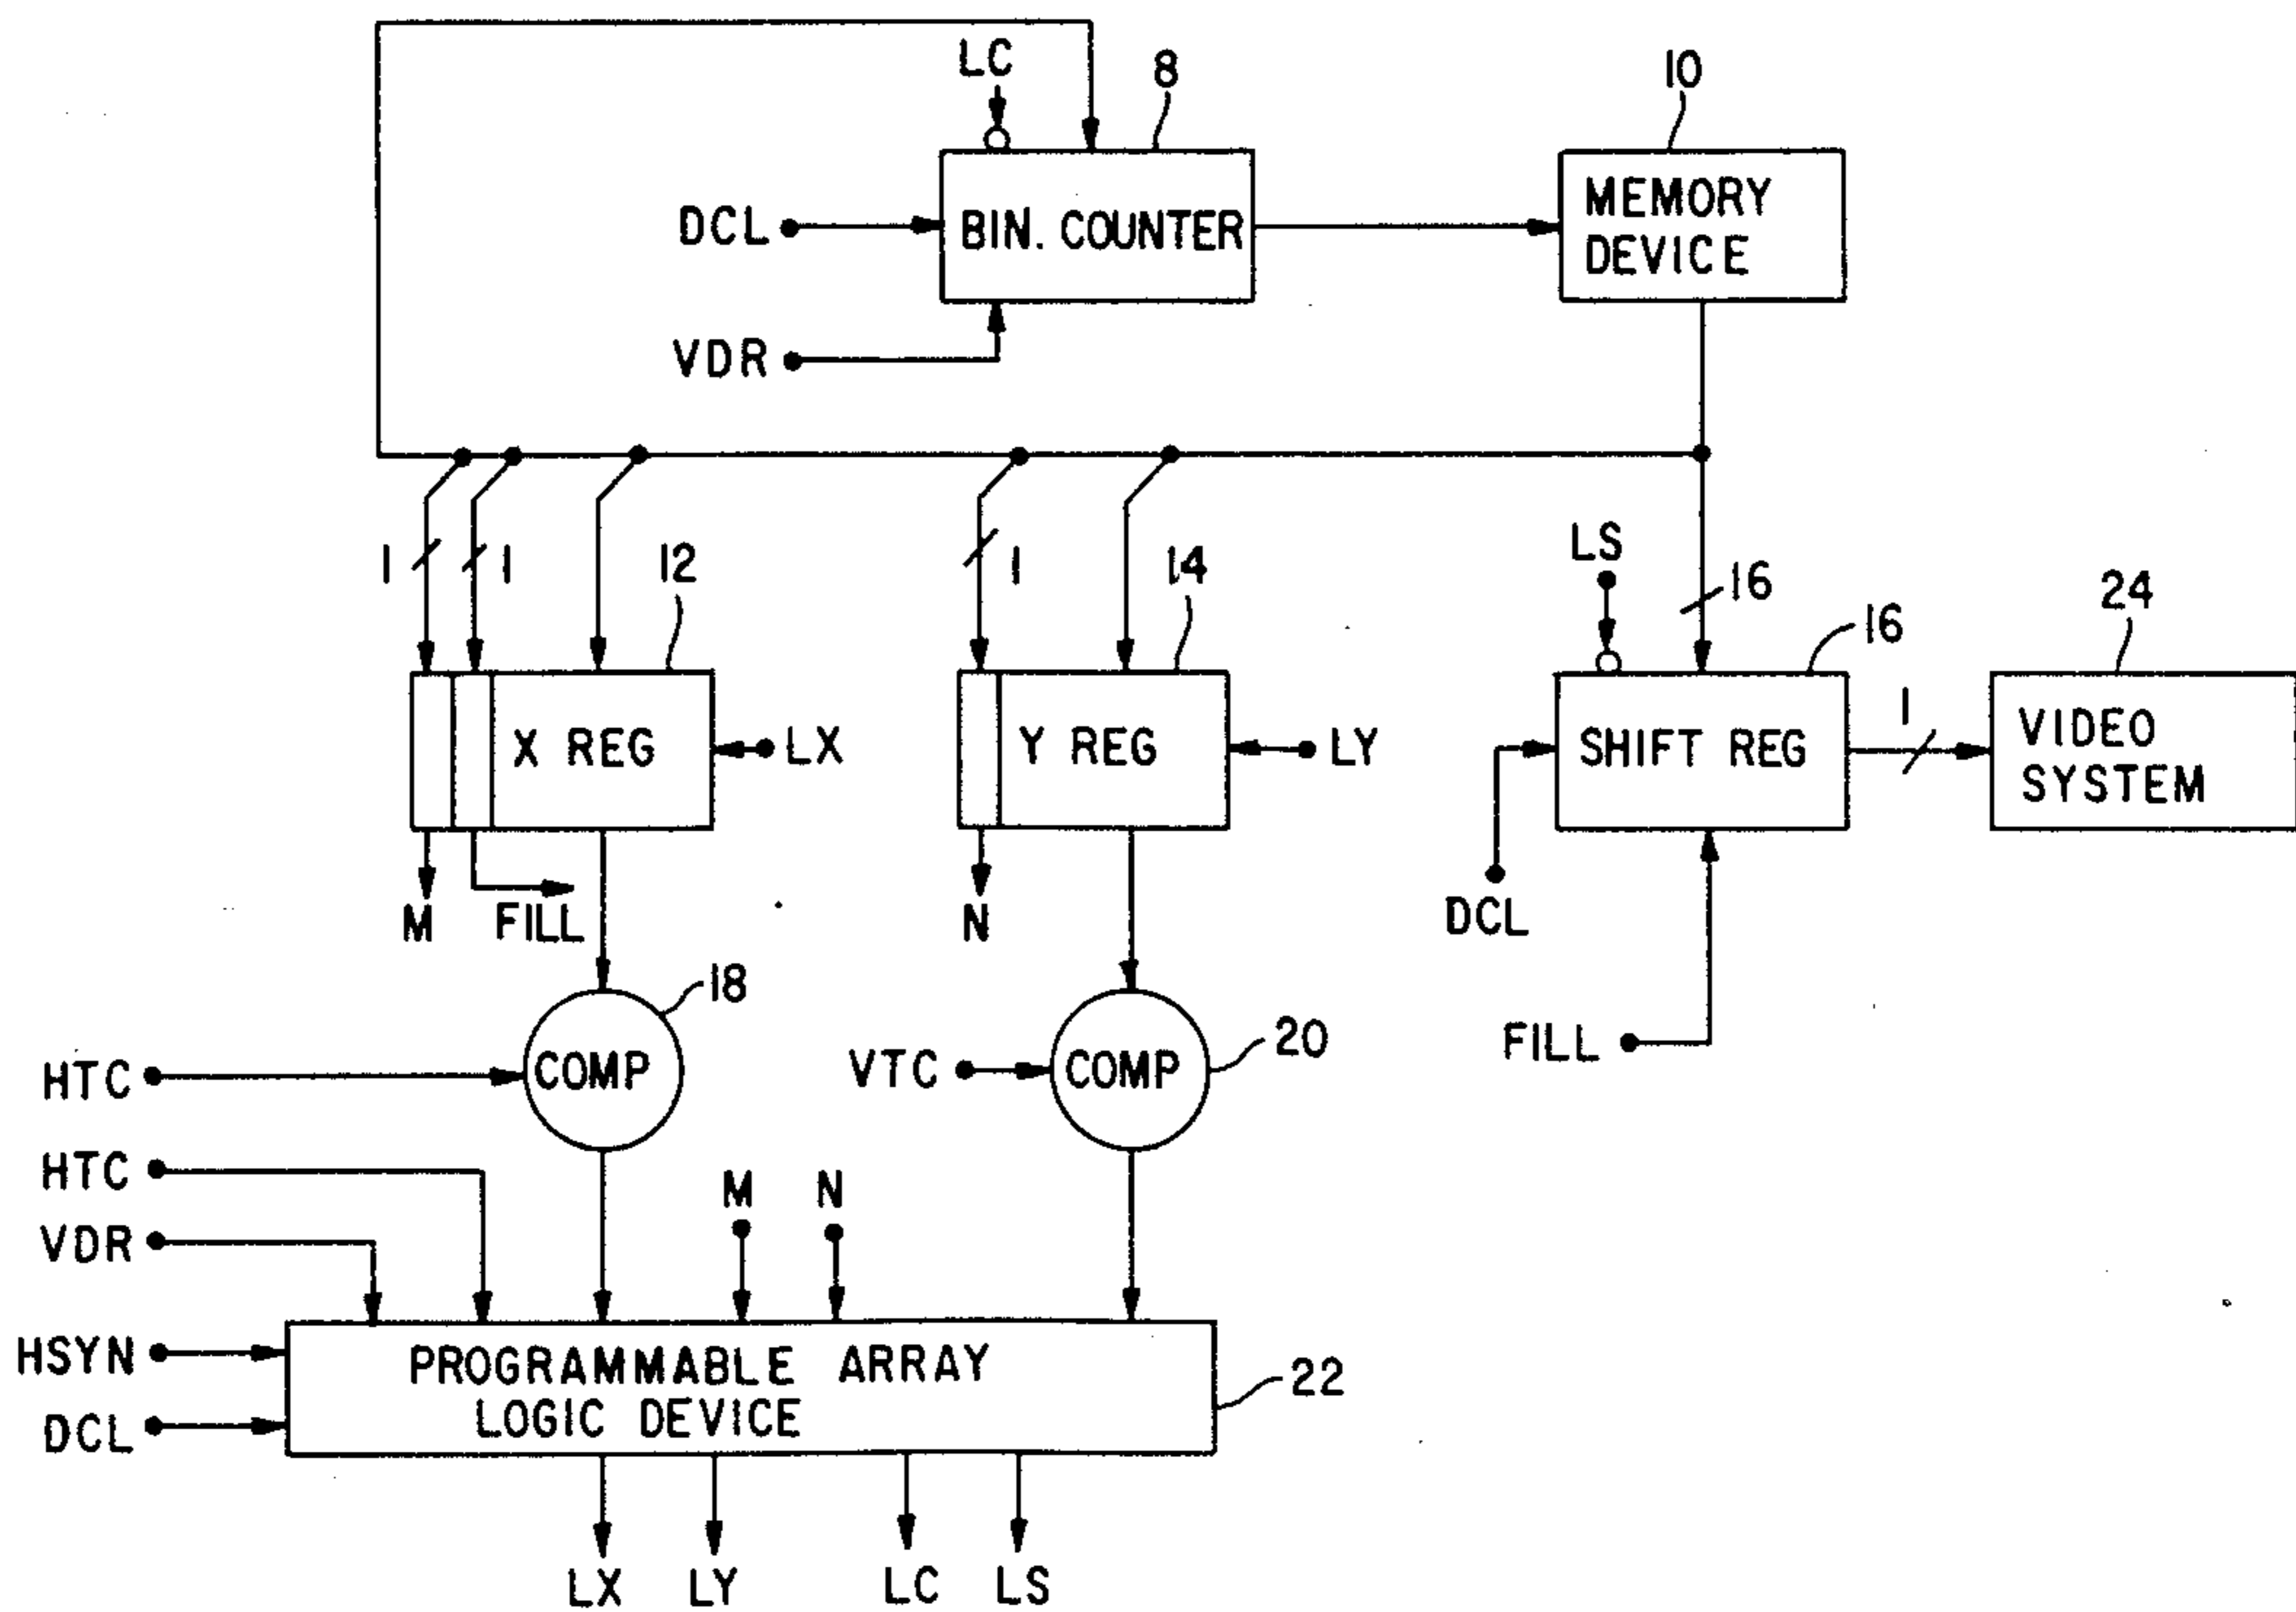 LC
8
10
DCL
BIN. COUNTER
MEMORY
DEVICE
VDR
1
1
12
1
14
LS
16
16
24
X REG
LX
Y REG
LY
SHIFT REG
1
VIDEO
SYSTEM
M
FILL
N
DCL
18
HTC
COMP
VTC
COMP
20
FILL
HTC
M
N
VDR
HSYN
PROGRAMMABLE ARRAY
LOGIC DEVICE
22
DCL
LX
LY
LC
LS